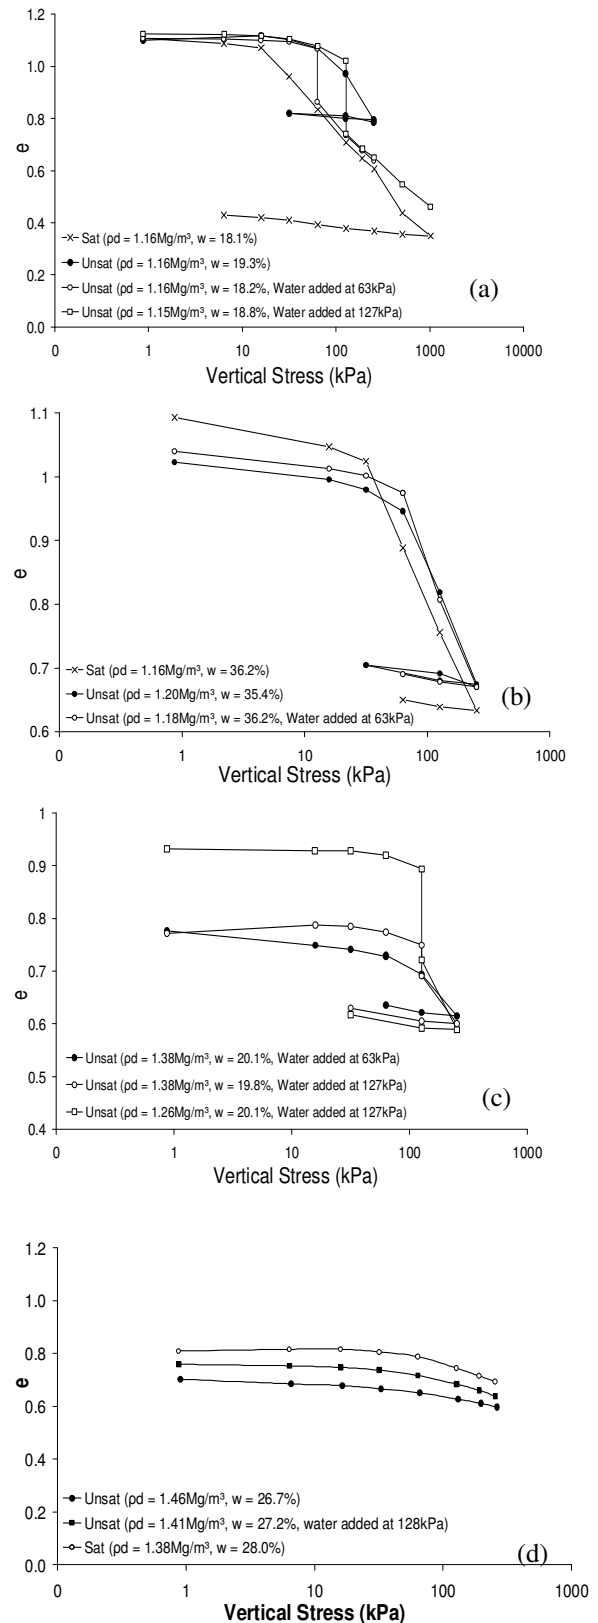 1.2
1.0
0.8
0.6
0.4
0.2
0.0
e
Sat (ρd = 1.16Mg/m³, w = 18.1%)
Unsat (ρd = 1.16Mg/m³, w = 19.3%)
Unsat (ρd = 1.16Mg/m³, w = 18.2%, Water added at 63kPa)
Unsat (ρd = 1.15Mg/m³, w = 18.8%, Water added at 127kPa)
(a)
0 1 10 100 1000 10000
Vertical Stress (kPa)
1.1
1
0.9
0.8
0.7
0.6
e
Sat (ρd = 1.16Mg/m³, w = 36.2%)
Unsat (ρd = 1.20Mg/m³, w = 35.4%)
Unsat (ρd = 1.18Mg/m³, w = 36.2%, Water added at 63kPa)
(b)
0 1 10 100 1000
Vertical Stress (kPa)
1
0.9
0.8
0.7
0.6
0.5
0.4
e
Unsat (ρd = 1.38Mg/m³, w = 20.1%, Water added at 63kPa)
Unsat (ρd = 1.38Mg/m³, w = 19.8%, Water added at 127kPa)
Unsat (ρd = 1.26Mg/m³, w = 20.1%, Water added at 127kPa)
(c)
0 1 10 100 1000
Vertical Stress (kPa)
1.2
1.0
0.8
0.6
0.4
0.2
0.0
e
Unsat (ρd = 1.46Mg/m³, w = 26.7%)
Unsat (ρd = 1.41Mg/m³, w = 27.2%, water added at 128kPa)
Sat (ρd = 1.38Mg/m³, w = 28.0%)
(d)
0 1 10 100 1000
Vertical Stress (kPa)